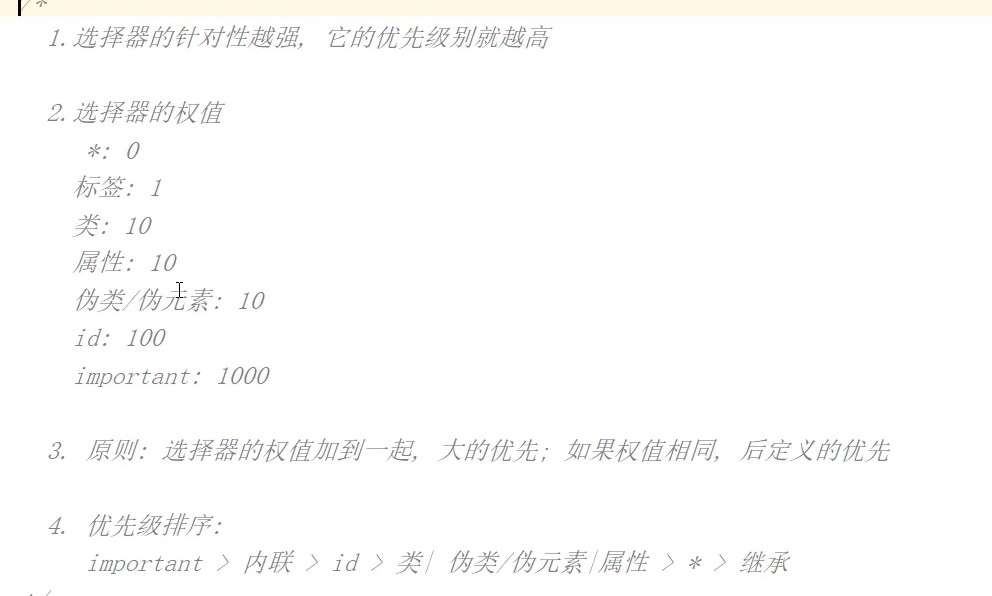 /*
1.选择器的针对性越强, 它的优先级别就越高
2.选择器的权值
*: 0
标签: 1
类: 10
属性: 10
伪类/伪元素: 10
id: 100
important: 1000
3. 原则: 选择器的权值加到一起, 大的优先; 如果权值相同, 后定义的优先
4. 优先级排序:
important > 内联 > id > 类| 伪类/伪元素|属性 > * > 继承